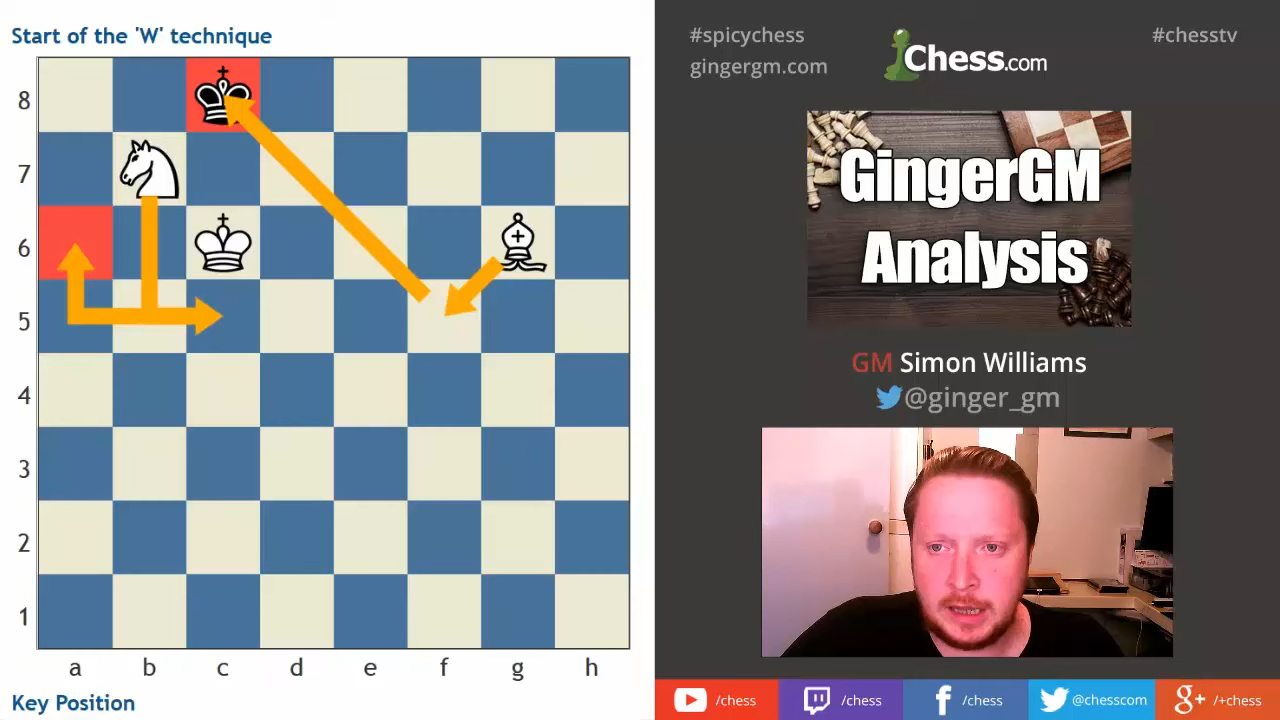 Start of the 'W' technique
8
7
6
5
4
3
2
1
a b c d e f g h
Key Position
#spicychess
gingergm.com
Chess.com
#chesstv
GingerGM
Analysis
GM Simon Williams
@ginger_gm
/chess
/chess
/chess
@chesscom
/+chess